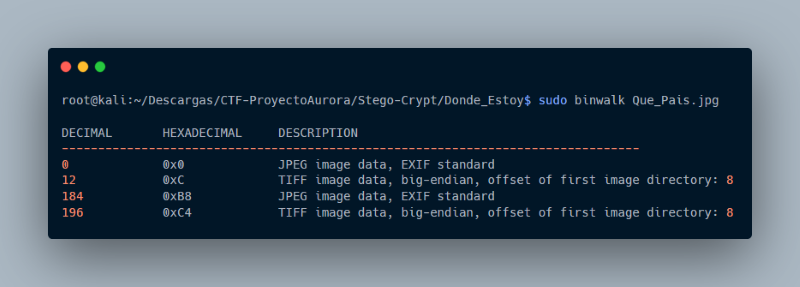 root@kali:~/Descargas/CTF-ProyectoAurora/Stego-Crypt/Donde_Estoy$ sudo binwalk Que_Pais.jpg
DECIMAL HEXADECIMAL DESCRIPTION
--------------------------------------------------------------------------------
0 0x0 JPEG image data, EXIF standard
12 0xC TIFF image data, big-endian, offset of first image directory: 8
184 0xB8 JPEG image data, EXIF standard
196 0xC4 TIFF image data, big-endian, offset of first image directory: 8